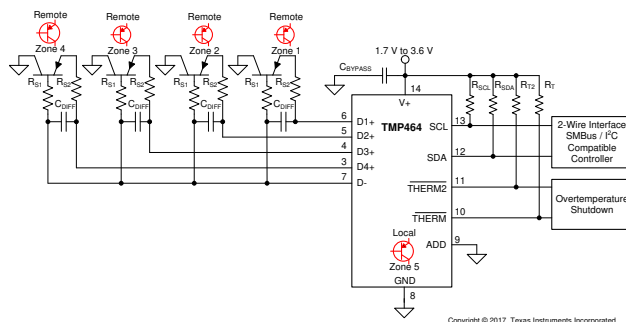 Remote
Zone 4
Remote
Zone 3
Remote
Zone 2
Remote
Zone 1
RS1
RS2
CDIFF
RS1
RS2
CDIFF
RS1
RS2
CDIFF
RS1
RS2
CDIFF
1.7 V to 3.6 V
CBYPASS
RSCL
RSDA
RT2
RT
14
V+
TMP464
6
D1+
5
D2+
4
D3+
3
D4+
7
D-
SCL
13
SDA
12
THERM2
11
THERM
10
ADD
9
Local
Zone 5
GND
8
2-Wire Interface
SMBus / I2C
Compatible
Controller
Overtemperature
Shutdown
Copyright © 2017, Texas Instruments Incorporated